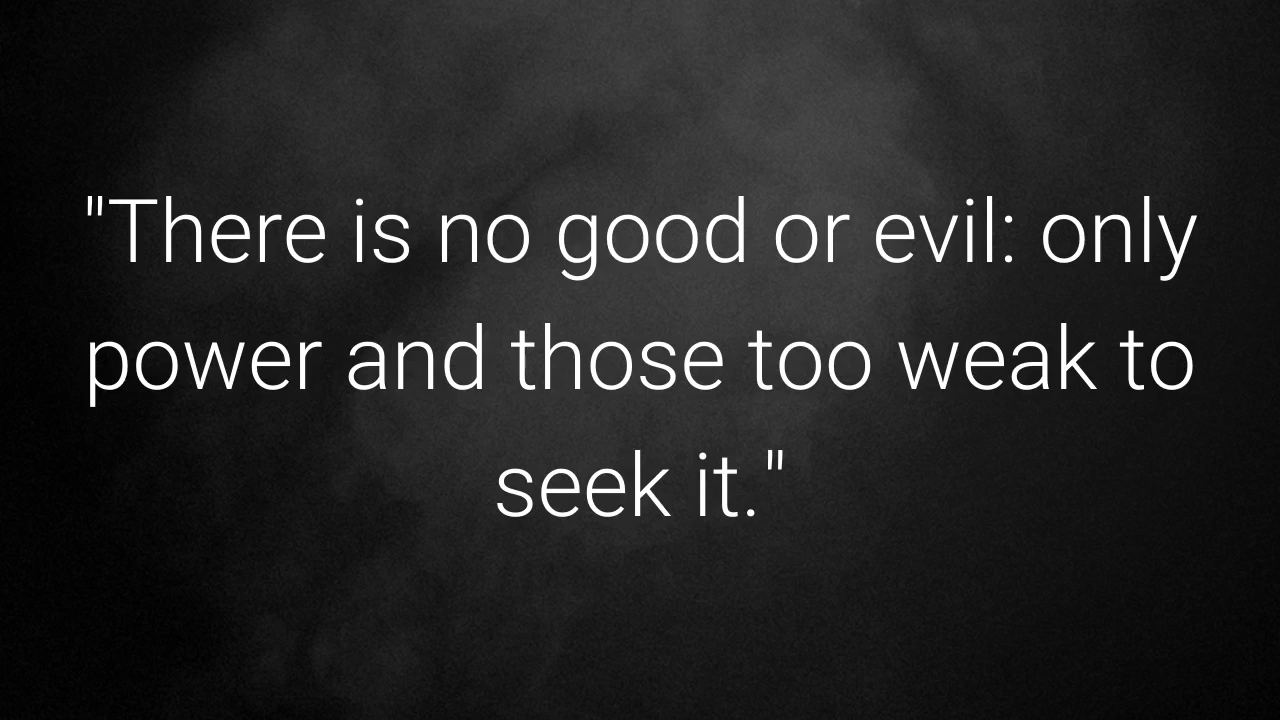 "There is no good or evil: only
power and those too weak to
seek it."